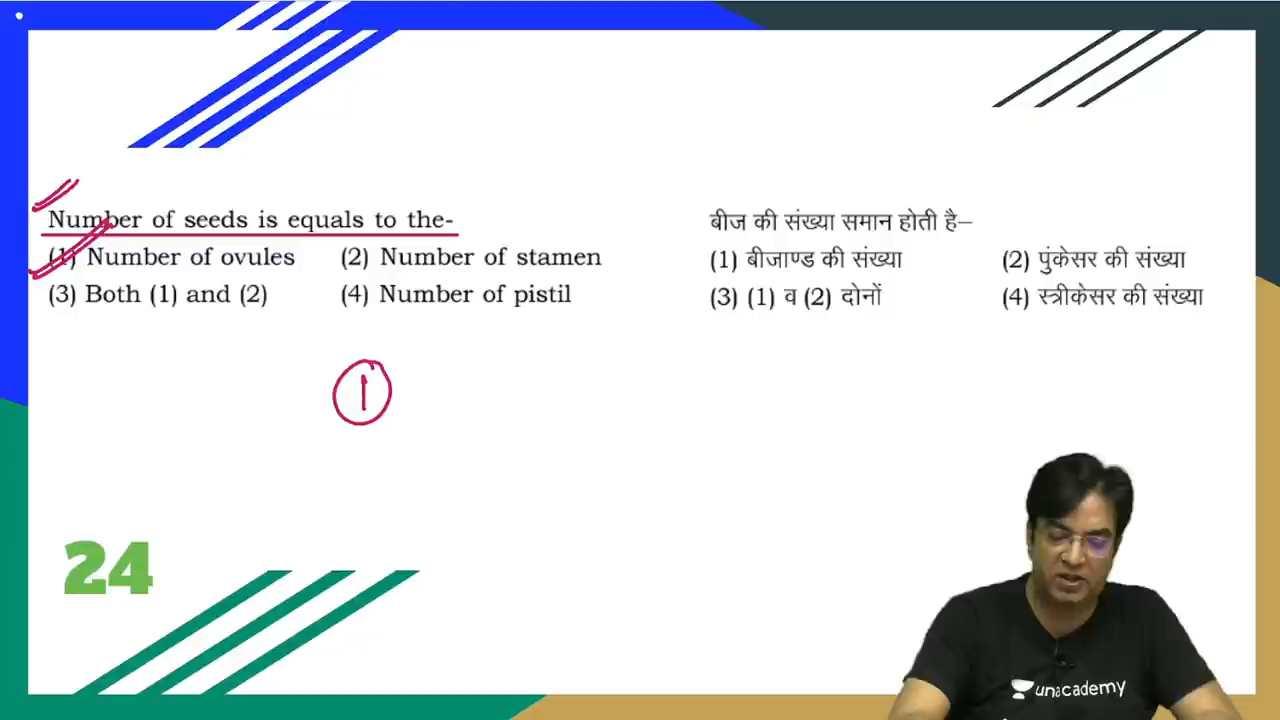 Number of seeds is equals to the-
(1) Number of ovules (2) Number of stamen
(3) Both (1) and (2) (4) Number of pistil
बीज की संख्या समान होती है–
(1) बीजाण्ड की संख्या (2) पुंकेसर की संख्या
(3) (1) व (2) दोनों (4) स्त्रीकेसर की संख्या
1
24
unacademy